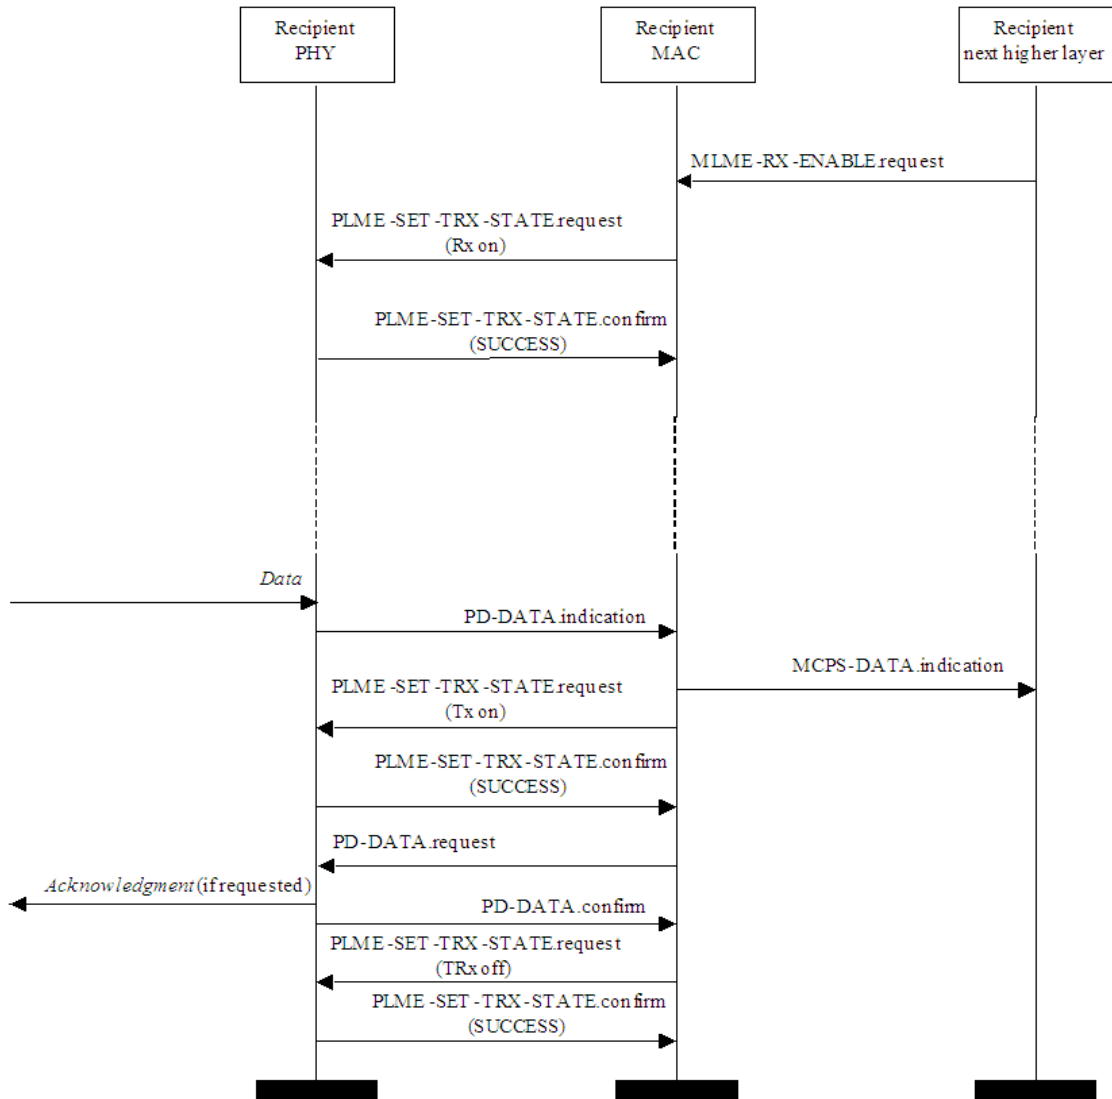 Recipient
PHY
Recipient
MAC
Recipient
next higher layer
MLME-RX-ENABLE.request
PLME-SET-TRX-STATE.request
(Rx on)
PLME-SET-TRX-STATE.confirm
(SUCCESS)
Data
PD-DATA.indication
MCPS-DATA.indication
PLME-SET-TRX-STATE.request
(Tx on)
PLME-SET-TRX-STATE.confirm
(SUCCESS)
PD-DATA.request
Acknowledgment (if requested)
PD-DATA.confirm
PLME-SET-TRX-STATE.request
(TRx off)
PLME-SET-TRX-STATE.confirm
(SUCCESS)